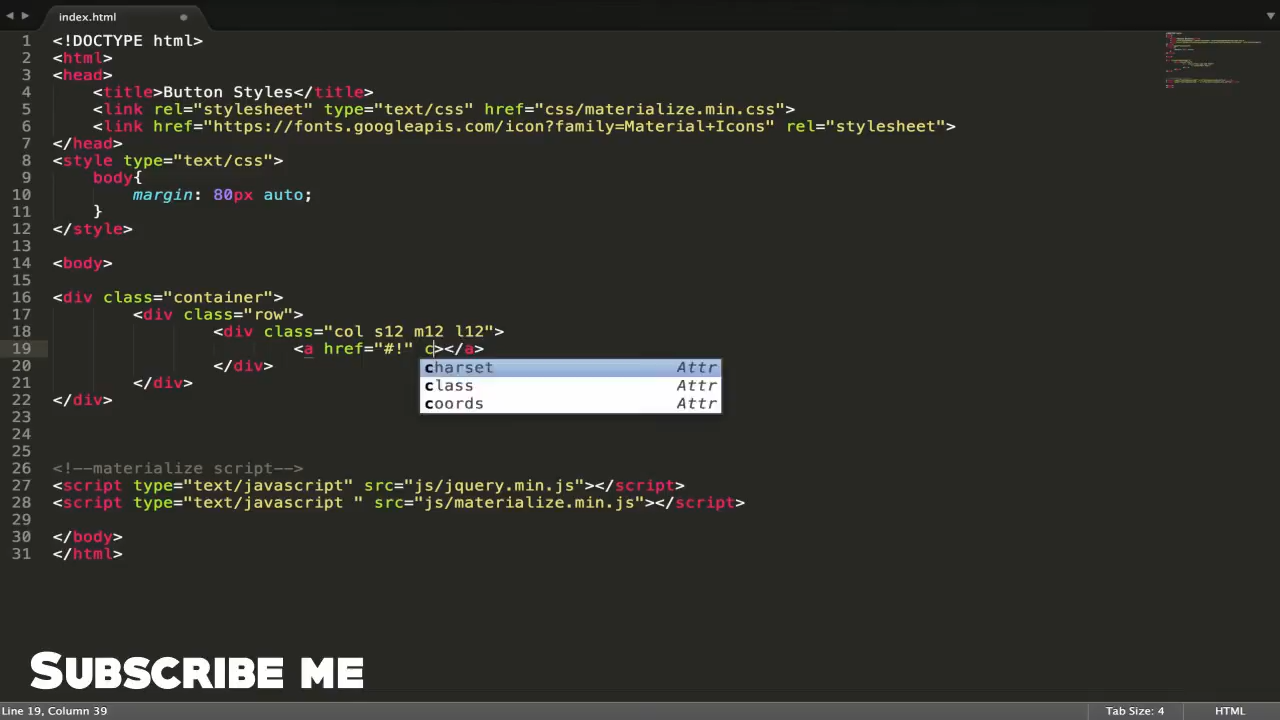 index.html
1 <!DOCTYPE html>
2 <html>
3 <head>
4 <title>Button Styles</title>
5 <link rel="stylesheet" type="text/css" href="css/materialize.min.css">
6 <link href="https://fonts.googleapis.com/icon?family=Material+Icons" rel="stylesheet">
7 </head>
8 <style type="text/css">
9 body{
10 margin: 80px auto;
11 }
12 </style>
13
14 <body>
15
16 <div class="container">
17 <div class="row">
18 <div class="col s12 m12 l12">
19 <a href="#!" c></a>
charset Attr
20 </div>
class Attr
21 </div>
coords Attr
22 </div>
23
24
25
26 <!--materialize script-->
27 <script type="text/javascript" src="js/jquery.min.js"></script>
28 <script type="text/javascript " src="js/materialize.min.js"></script>
29
30 </body>
31 </html>
SUBSCRIBE ME
Line 19, Column 39
Tab Size: 4
HTML